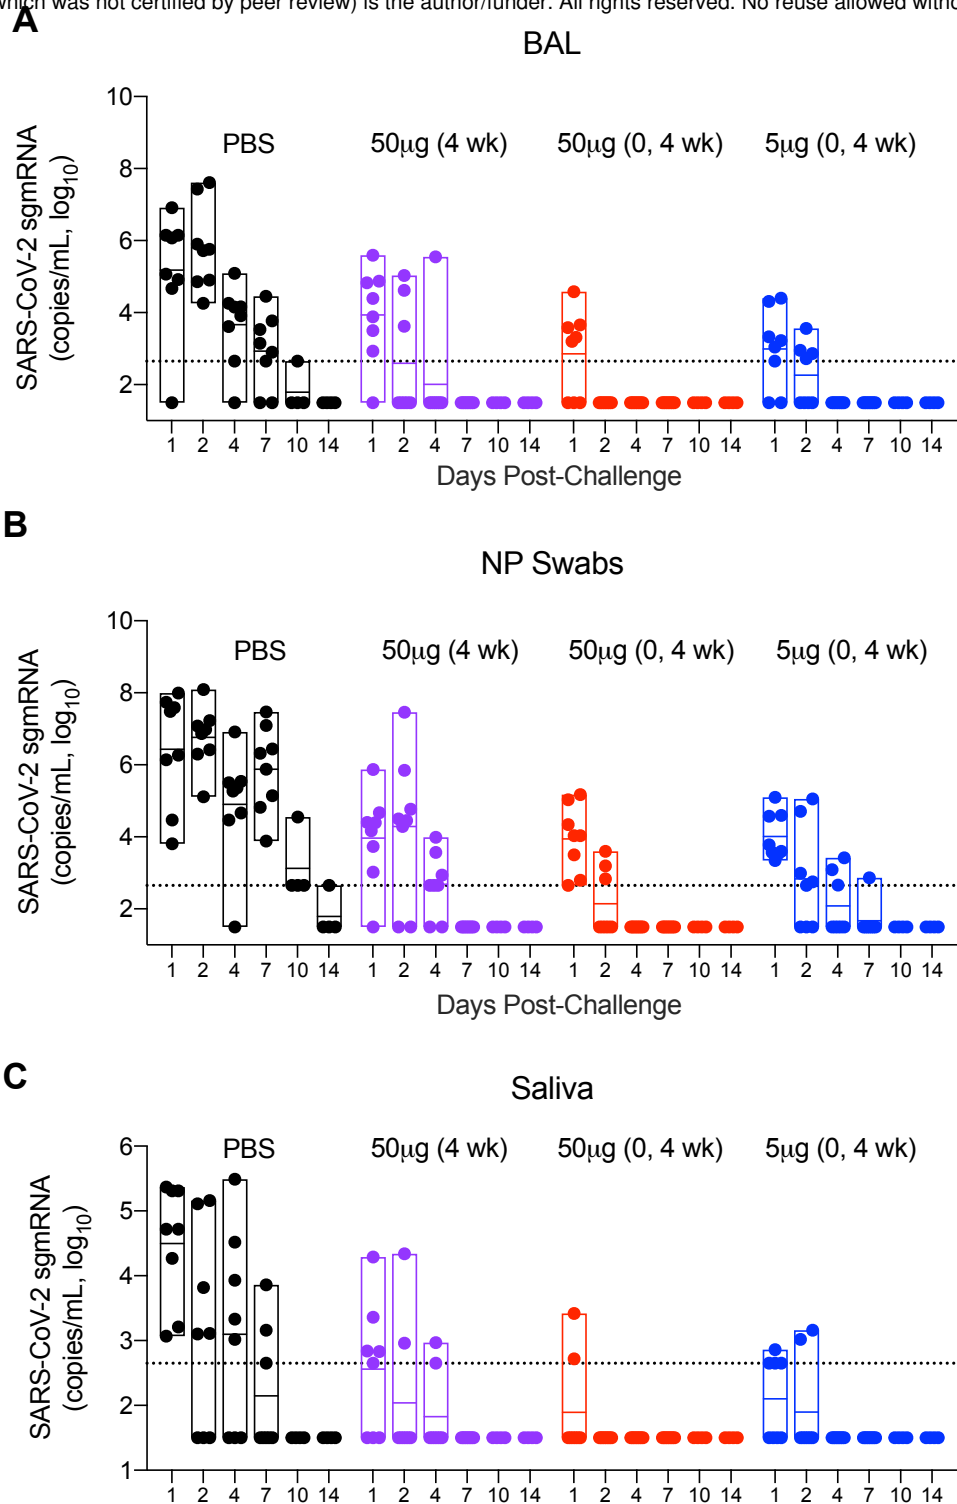 which was not certified by peer review) is the author/funder. All rights reserved. No reuse allowed
A
BAL
10
8
6
4
2
SARS-CoV-2 sgmRNA
(copies/mL, log10)
PBS
50µg (4 wk)
50µg (0, 4 wk)
5µg (0, 4 wk)
1 2 4 7 10 14 1 2 4 7 10 14 1 2 4 7 10 14 1 2 4 7 10 14
Days Post-Challenge
B
NP Swabs
10
8
6
4
2
SARS-CoV-2 sgmRNA
(copies/mL, log10)
PBS
50µg (4 wk)
50µg (0, 4 wk)
5µg (0, 4 wk)
1 2 4 7 10 14 1 2 4 7 10 14 1 2 4 7 10 14 1 2 4 7 10 14
Days Post-Challenge
C
Saliva
6
5
4
3
2
1
SARS-CoV-2 sgmRNA
(copies/mL, log10)
PBS
50µg (4 wk)
50µg (0, 4 wk)
5µg (0, 4 wk)
1 2 4 7 10 14 1 2 4 7 10 14 1 2 4 7 10 14 1 2 4 7 10 14